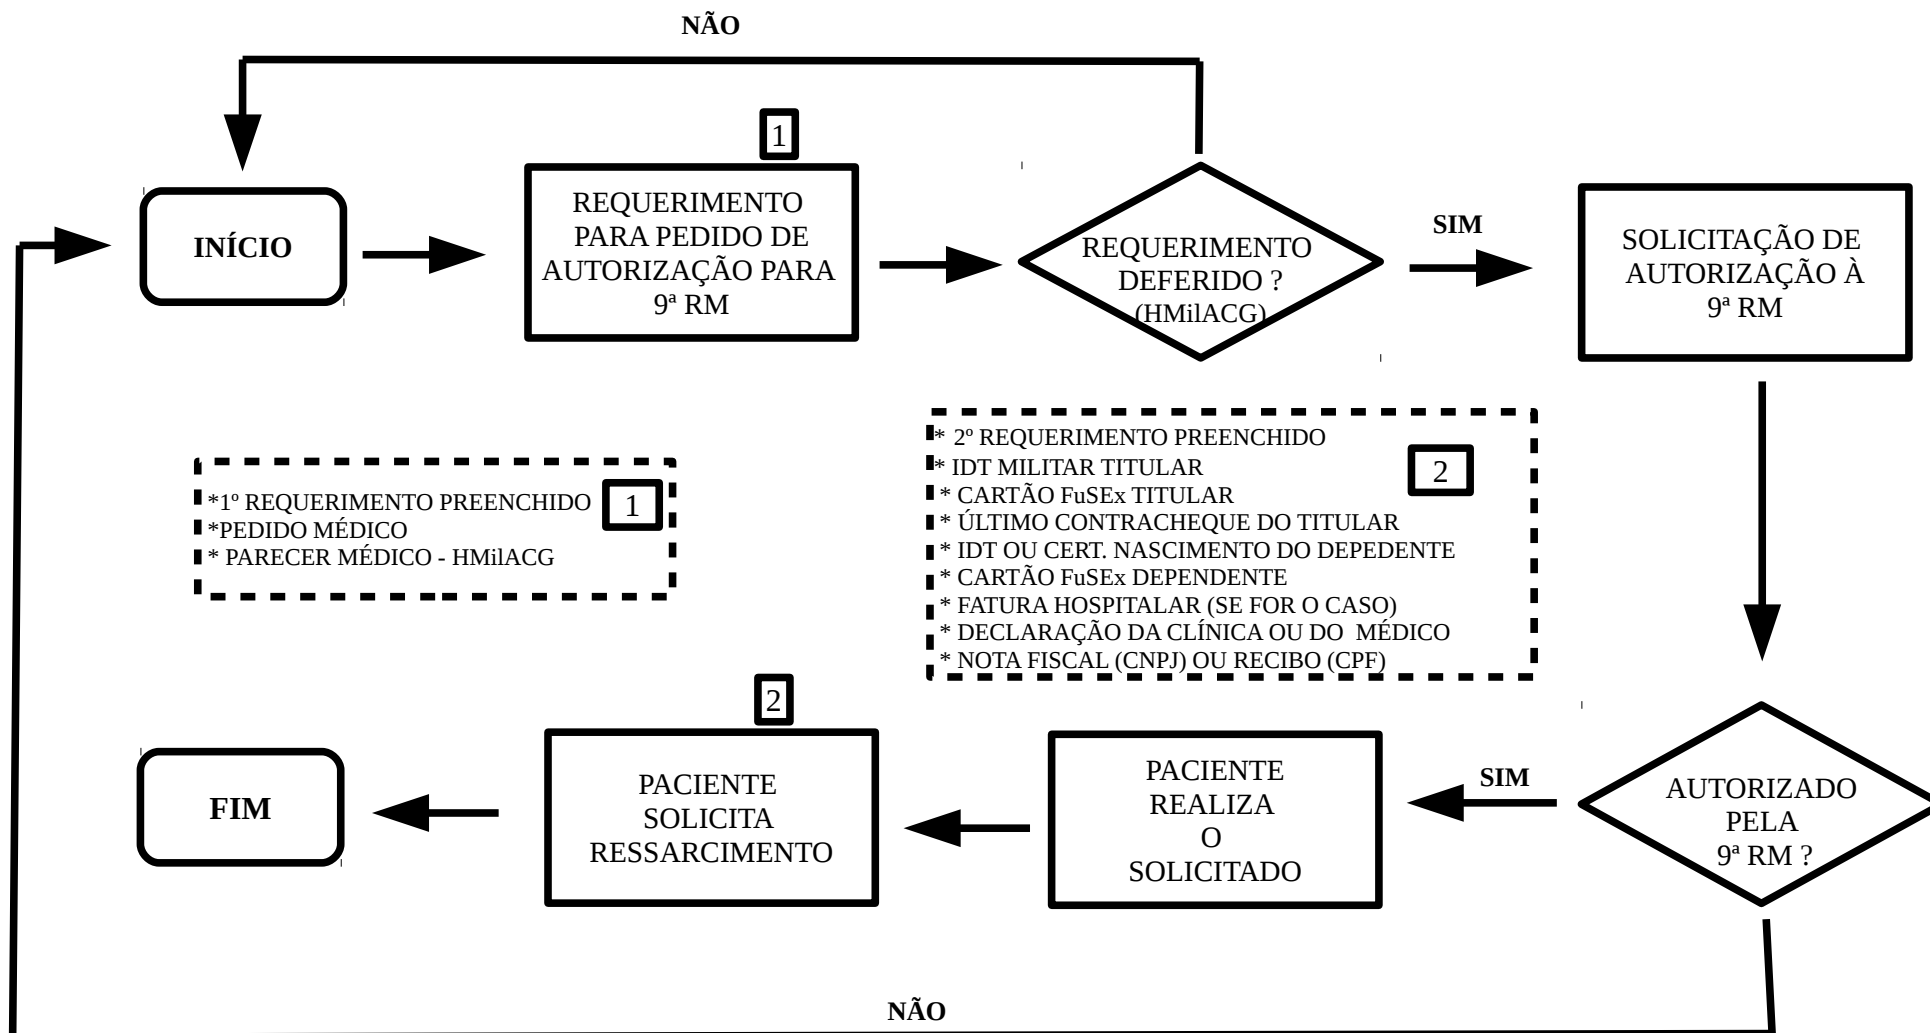 NÃO
1
INÍCIO
REQUERIMENTO
PARA PEDIDO DE
AUTORIZAÇÃO PARA
9ª RM
REQUERIMENTO
DEFERIDO ?
(HMilACG)
SIM
SOLICITAÇÃO DE
AUTORIZAÇÃO À
9ª RM
*1º REQUERIMENTO PREENCHIDO
*PEDIDO MÉDICO
* PARECER MÉDICO - HMilACG
1
* 2º REQUERIMENTO PREENCHIDO
* IDT MILITAR TITULAR
* CARTÃO FuSEx TITULAR
* ÚLTIMO CONTRACHEQUE DO TITULAR
* IDT OU CERT. NASCIMENTO DO DEPEDENTE
* CARTÃO FuSEx DEPENDENTE
* FATURA HOSPITALAR (SE FOR O CASO)
* DECLARAÇÃO DA CLÍNICA OU DO MÉDICO
* NOTA FISCAL (CNPJ) OU RECIBO (CPF)
2
AUTORIZADO
PELA
9ª RM ?
SIM
PACIENTE
REALIZA
O
SOLICITADO
2
PACIENTE
SOLICITA
RESSARCIMENTO
FIM
NÃO